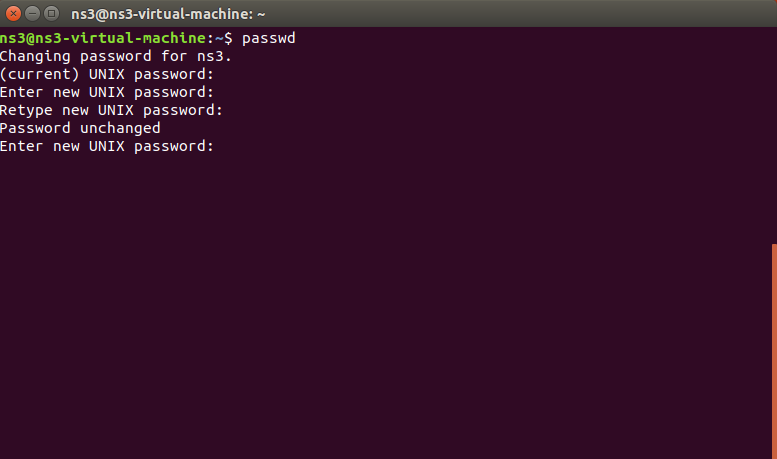 ns3@ns3-virtual-machine: ~
ns3@ns3-virtual-machine:~$ passwd
Changing password for ns3.
(current) UNIX password:
Enter new UNIX password:
Retype new UNIX password:
Password unchanged
Enter new UNIX password: